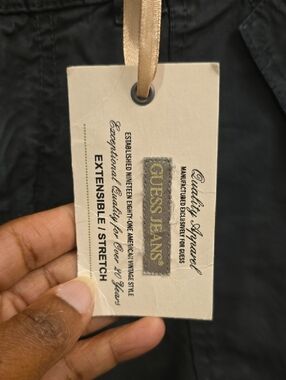 Quality Apparel
MANUFACTURED EXCLUSIVELY FOR GUESS
GUESS JEANS®
ESTABLISHED NINETEEN EIGHTY-ONE AMERICAN VINTAGE STYLE
Exceptional Quality for Over 20 Years
EXTENSIBLE / STRETCH